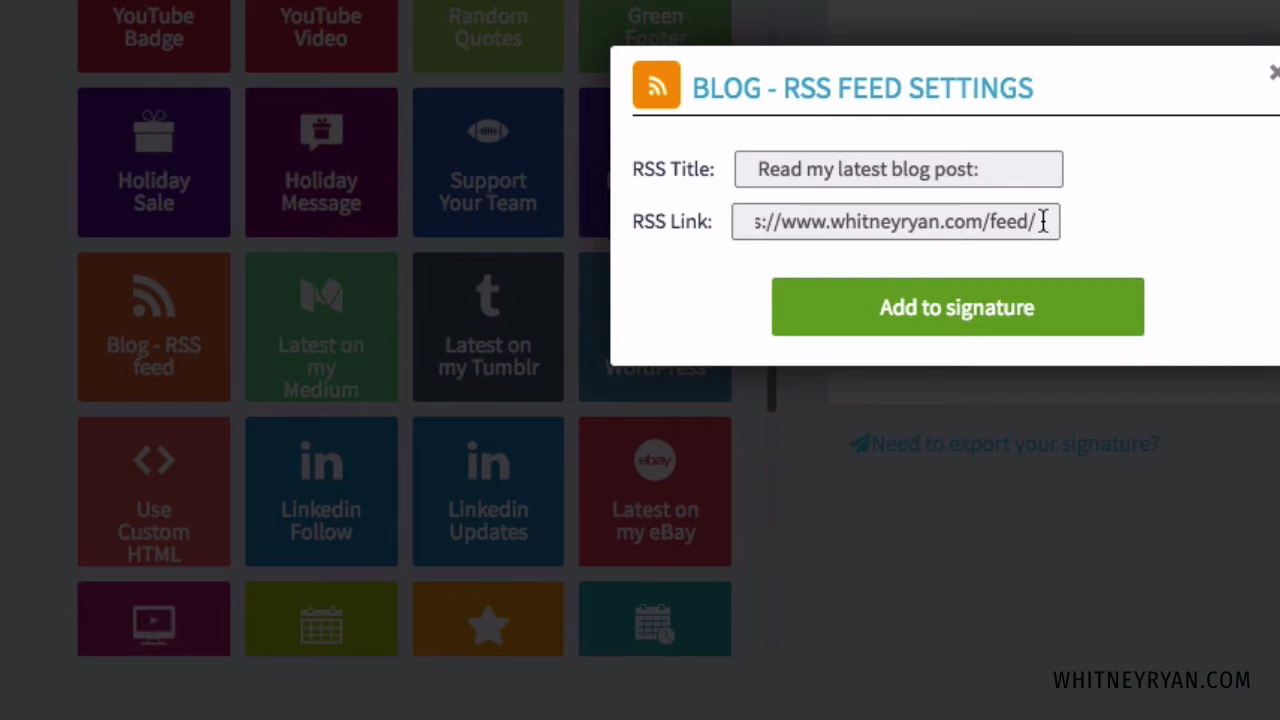 YouTube
Badge
YouTube
Video
Random
Quotes
Green
Footer
BLOG - RSS FEED SETTINGS
RSS Title:
Read my latest blog post:
RSS Link:
s://www.whitneyryan.com/feed/
Add to signature
Holiday
Sale
Holiday
Message
Support
Your Team
Blog - RSS
feed
Latest on
my
Medium
Latest on
my Tumblr
WordPress
Need to export your signature?
Use
Custom
HTML
in
Linkedin
Follow
in
Linkedin
Updates
ebay
Latest on
my eBay
WHITNEYRYAN.COM